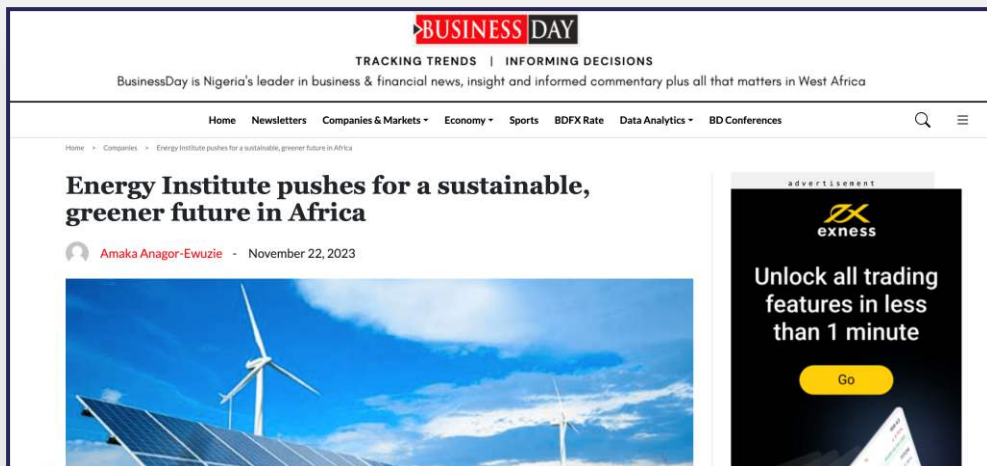 BUSINESS DAY
TRACKING TRENDS | INFORMING DECISIONS
BusinessDay is Nigeria's leader in business & financial news, insight and informed commentary plus all that matters in West Africa
Home Newsletters Companies & Markets Economy Sports BDFX Rate Data Analytics BD Conferences
Home > Companies > Energy Institute pushes for a sustainable, greener future in Africa
Energy Institute pushes for a sustainable,
greener future in Africa
Amaka Anagor-Ewuzie - November 22, 2023
advertisement
exness
Unlock all trading
features in less
than 1 minute
Go